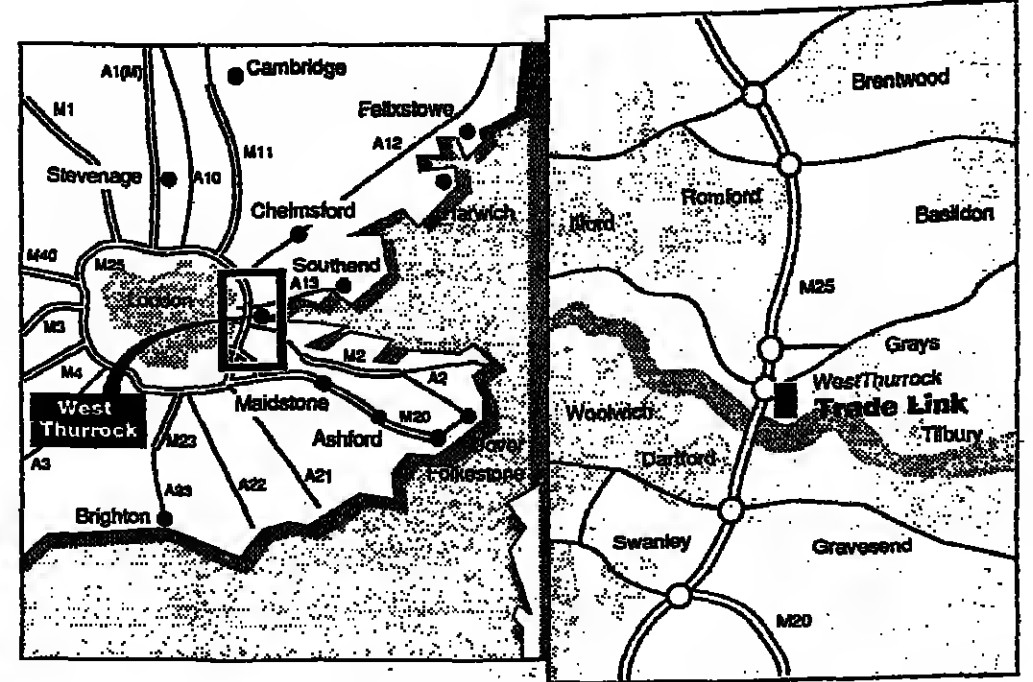 A1(M)
Cambridge
M1
Felixstowe
A12
M11
Stevenage
A10
Chelmsford
Harwich
M40
M25
Southend
A13
London
M3
M2
M4
A2
West
Thurrock
Maidstone
M20
M23
Ashford
Dover
A3
Folkestone
A23
A22
A21
Brighton
Brentwood
Romford
Ilford
Basildon
M25
Grays
West Thurrock
Trade Link
Woolwich
Tilbury
Dartford
Swanley
Gravesend
M20